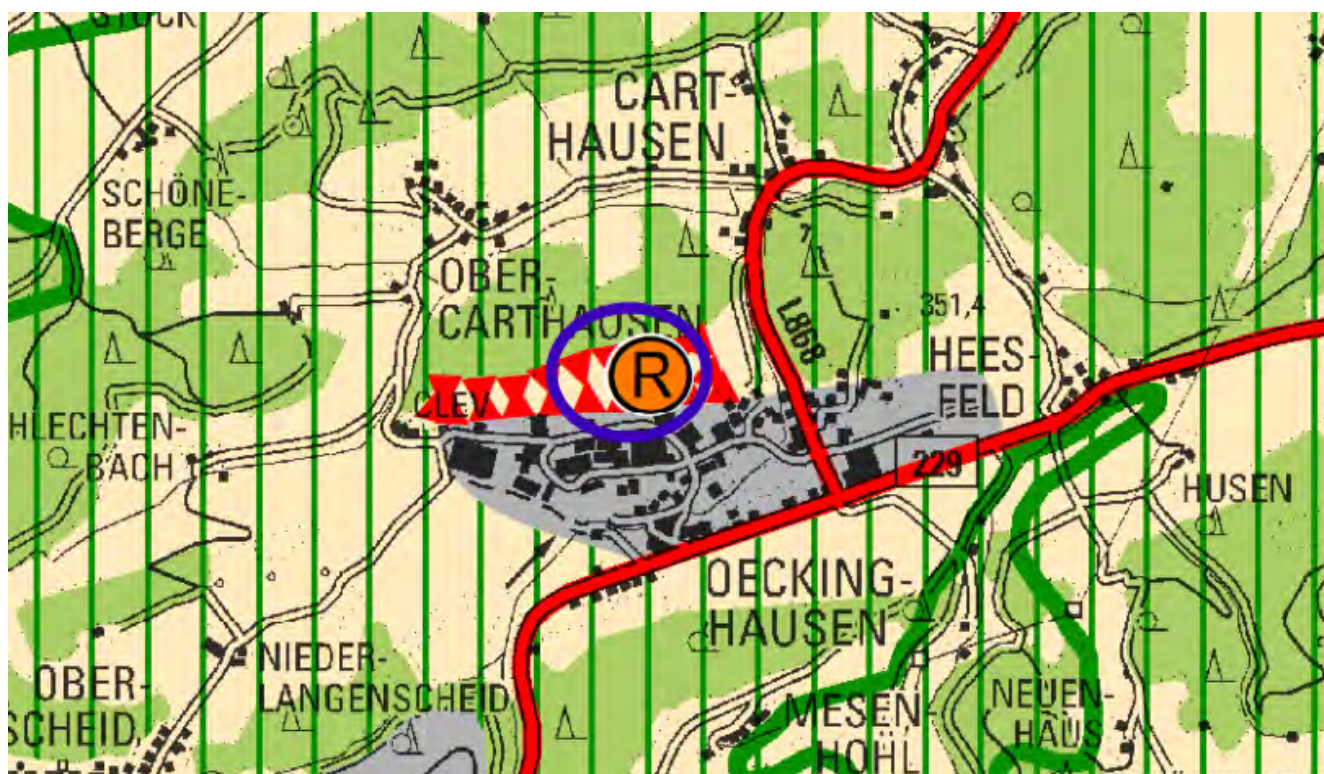 STOCK
CART-
HAUSEN
SCHÖNE-
BERGE
OBER-
CARTHAUSEN
7
L868
351,4
HEES-
FELD
R
CLEV
HLECHTEN-
BACH
229
HUSEN
OECKING-
HAUSEN
NIEDER-
LANGENSCHEID
OBER-
SCHEID
MESEN-
HOHL
NEUEN-
HAUS